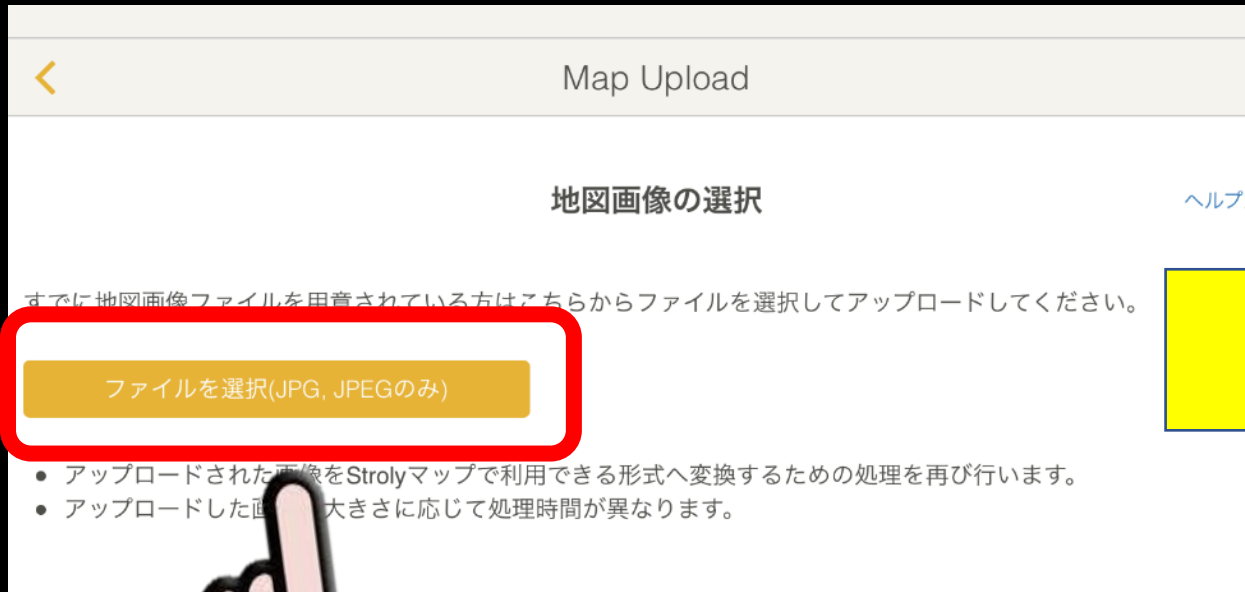 Map Upload
地図画像の選択
ヘルプ
すでに地図画像ファイルを用意されている方はこちらからファイルを選択してアップロードしてください。
ファイルを選択(JPG, JPEGのみ)
● アップロードされた画像をStrolyマップで利用できる形式へ変換するための処理を再び行います。
● アップロードした画 大きさに応じて処理時間が異なります。